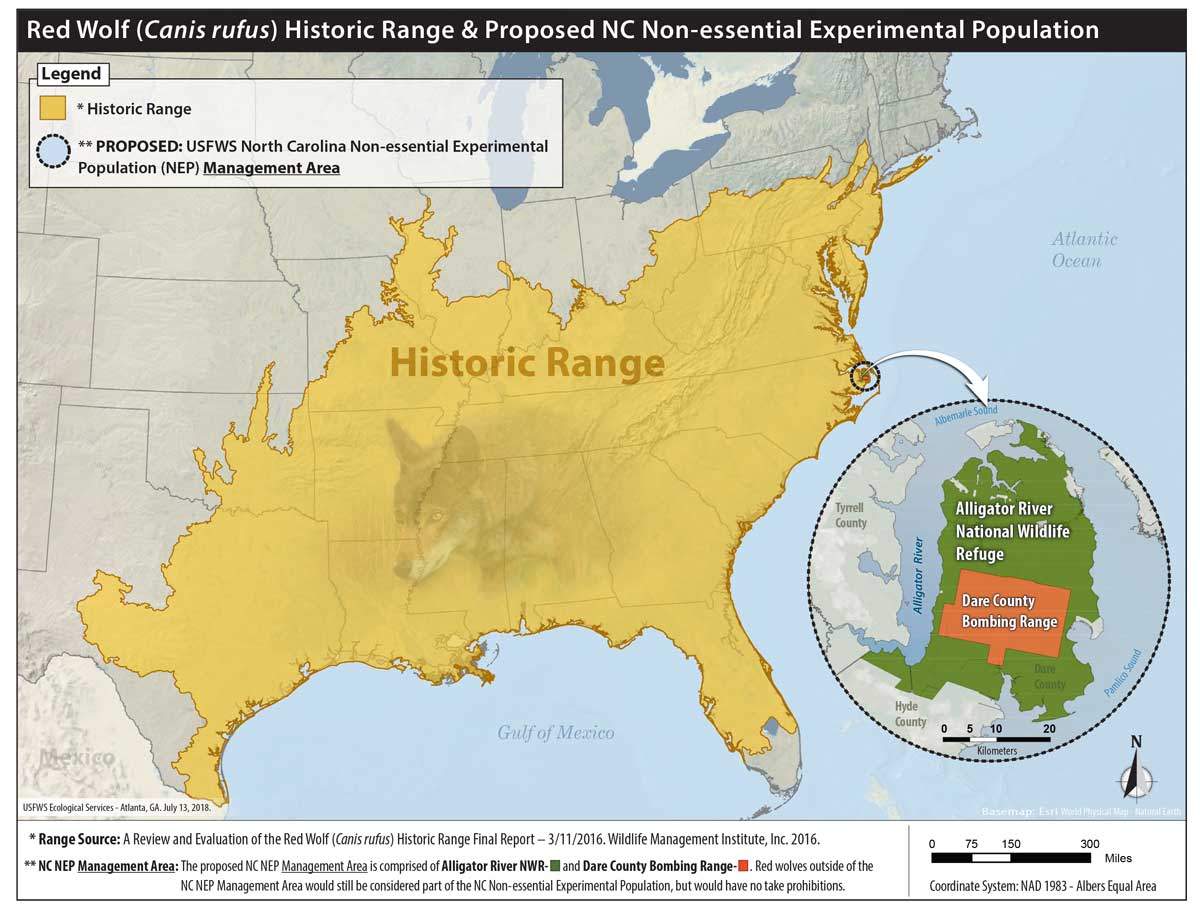 Red Wolf (Canis rufus) Historic Range & Proposed NC Non-essential Experimental Population
Legend
* Historic Range
** PROPOSED: USFWS North Carolina Non-essential Experimental
Population (NEP) Management Area
Atlantic
Ocean
Historic Range
Albemarle Sound
Tyrrell
County
Alligator River
National Wildlife
Refuge
Alligator River
Dare County
Bombing Range
Dare
County
Pamlico Sound
Hyde
County
0 5 10 20
Kilometers
Gulf of Mexico
Mexico
N
USFWS Ecological Services - Atlanta, GA. July 13, 2018.
Basemap: Esri World Physical Map - Natural Earth
* Range Source: A Review and Evaluation of the Red Wolf (Canis rufus) Historic Range Final Report – 3/11/2016. Wildlife Management Institute, Inc. 2016.
** NC NEP Management Area: The proposed NC NEP Management Area is comprised of Alligator River NWR- and Dare County Bombing Range- . Red wolves outside of the
NC NEP Management Area would still be considered part of the NC Non-essential Experimental Population, but would have no take prohibitions.
0 75 150 300
Miles
Coordinate System: NAD 1983 - Albers Equal Area